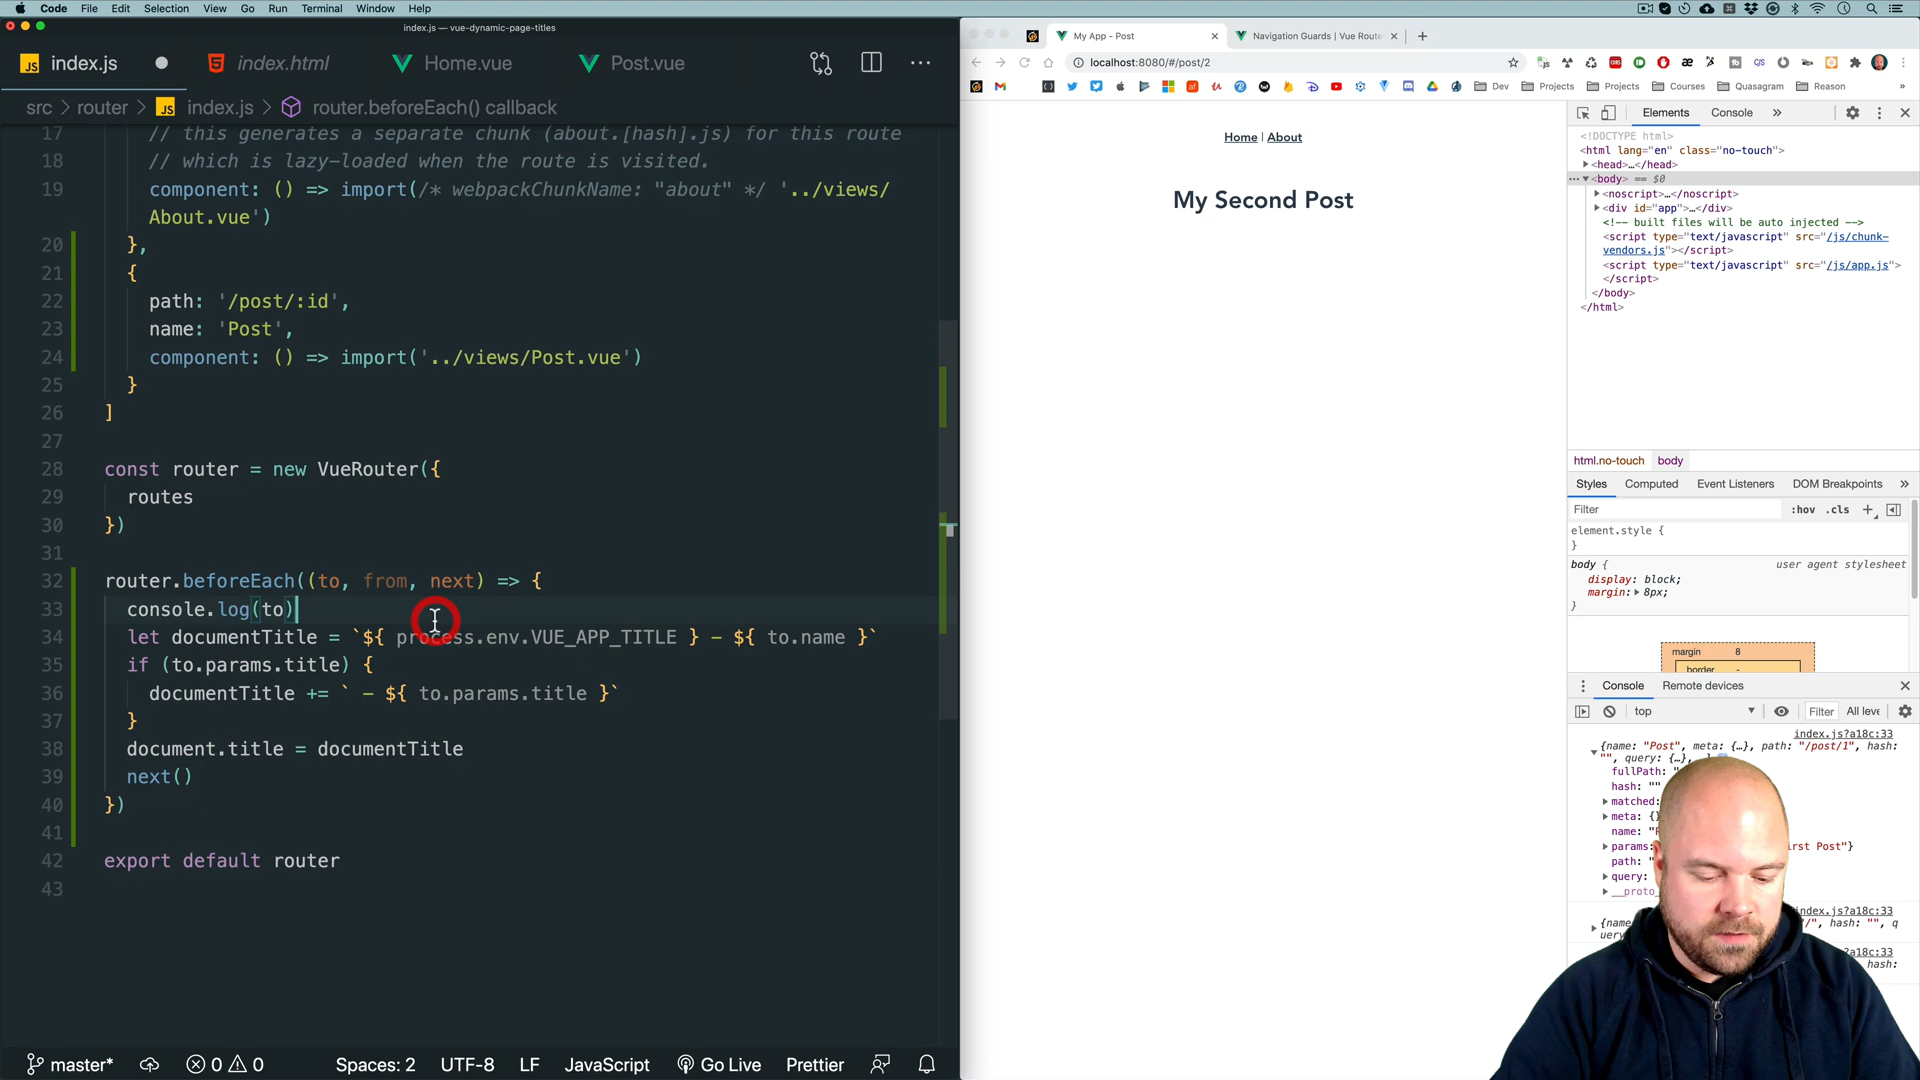 Code File Edit Selection View Go Run Terminal Window Help
index.js — vue-dynamic-page-titles
index.js index.html Home.vue Post.vue
src > router > JS index.js > router.beforeEach() callback
17 // this generates a separate chunk (about.[hash].js) for this route
18 // which is lazy-loaded when the route is visited.
19 component: () => import(/* webpackChunkName: "about" */ '../views/
About.vue')
20 },
21 {
22 path: '/post/:id',
23 name: 'Post',
24 component: () => import('../views/Post.vue')
25 }
26 ]
27
28 const router = new VueRouter({
29 routes
30 })
31
32 router.beforeEach((to, from, next) => {
33 console.log(to)
34 let documentTitle = `${ process.env.VUE_APP_TITLE } - ${ to.name }`
35 if (to.params.title) {
36 documentTitle += ` - ${ to.params.title }`
37 }
38 document.title = documentTitle
39 next()
40 })
41
42 export default router
43
master* 0 0 Spaces: 2 UTF-8 LF JavaScript Go Live Prettier
My App - Post Navigation Guards | Vue Route
localhost:8080/#/post/2
Dev Projects Projects Courses Quasagram Reason »
Home | About
My Second Post
Elements Console »
<!DOCTYPE html>
<html lang="en" class="no-touch">
<head>…</head>
<body> == $0
<noscript>…</noscript>
<div id="app">…</div>
<!-- built files will be auto injected -->
<script type="text/javascript" src="/js/chunk-
vendors.js"></script>
<script type="text/javascript" src="/js/app.js">
</script>
</body>
</html>
html.no-touch body
Styles Computed Event Listeners DOM Breakpoints »
Filter :hov .cls +
element.style {
}
body { user agent stylesheet
display: block;
margin: 8px;
}
margin 8
border -
Console Remote devices
top Filter All leve
index.js?a18c:33
{name: "Post", meta: {…}, path: "/post/1", hash:
"", query: {…},
fullPath:
hash: ""
matched:
meta: {}
name:
params: irst Post"}
path:
query:
__proto_
index.js?a18c:33
{name "/", hash: "", q
uery
?a18c:33
hash: